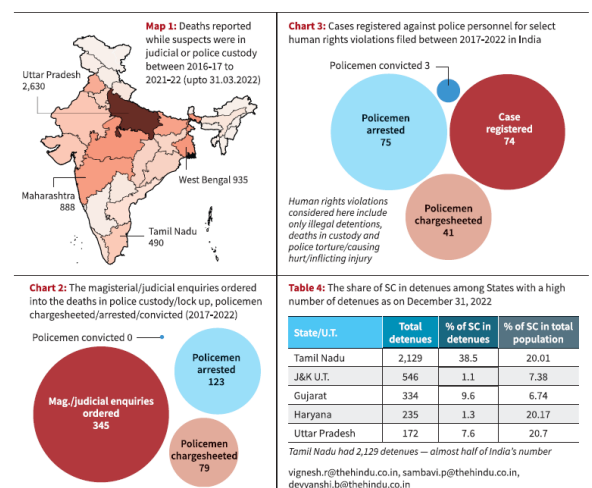 Map 1: Deaths reported
while suspects were in
judicial or police custody
between 2016-17 to
2021-22 (upto 31.03.2022)
Uttar Pradesh
2,630
West Bengal 935
Maharashtra
888
Tamil Nadu
490
Chart 3: Cases registered against police personnel for select
human rights violations filed between 2017-2022 in India
Policemen convicted 3
Policemen
arrested
75
Case
registered
74
Policemen
chargesheeted
41
Human rights violations
considered here include
only illegal detentions,
deaths in custody and
police torture/causing
hurt/inflicting injury
Chart 2: The magisterial/judicial enquiries ordered
into the deaths in police custody/lock up, policemen
chargesheeted/arrested/convicted (2017-2022)
Policemen convicted 0
Policemen
arrested
123
Mag./judicial enquiries
ordered
345
Policemen
chargesheeted
79
Table 4: The share of SC in detenues among States with a high
number of detenues as on December 31, 2022
State/U.T. Total detenues % of SC in detenues % of SC in total population
Tamil Nadu 2,129 38.5 20.01
J&K U.T. 546 1.1 7.38
Gujarat 334 9.6 6.74
Haryana 235 1.3 20.17
Uttar Pradesh 172 7.6 20.7
Tamil Nadu had 2,129 detenues — almost half of India's number
vignesh.r@thehindu.co.in, sambavi.p@thehindu.co.in,
devyanshi.b@thehindu.co.in